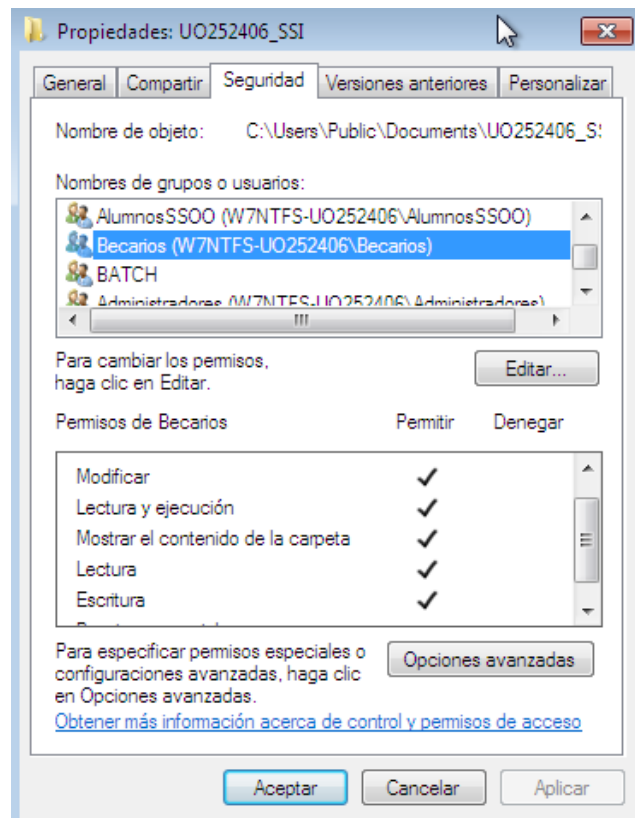 Propiedades: UO252406_SSI
General Compartir Seguridad Versiones anteriores Personalizar
Nombre de objeto: C:\Users\Public\Documents\UO252406_S
Nombres de grupos o usuarios:
AlumnosSSOO (W7NTFS-UO252406\AlumnosSSOO)
Becarios (W7NTFS-UO252406\Becarios)
BATCH
Administradores (W7NTFS-UO252406\Administradores)
Para cambiar los permisos,
haga clic en Editar.
Editar...
Permisos de Becarios Permitir Denegar
Modificar
Lectura y ejecución
Mostrar el contenido de la carpeta
Lectura
Escritura
Para especificar permisos especiales o
configuraciones avanzadas, haga clic
en Opciones avanzadas.
Opciones avanzadas
Obtener más información acerca de control y permisos de acceso
Aceptar Cancelar Aplicar